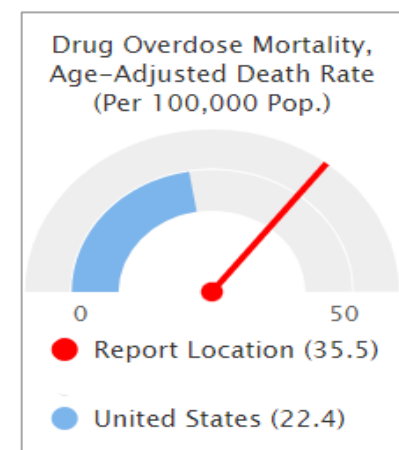 Drug Overdose Mortality,
Age-Adjusted Death Rate
(Per 100,000 Pop.)
0 50
Report Location (35.5)
United States (22.4)